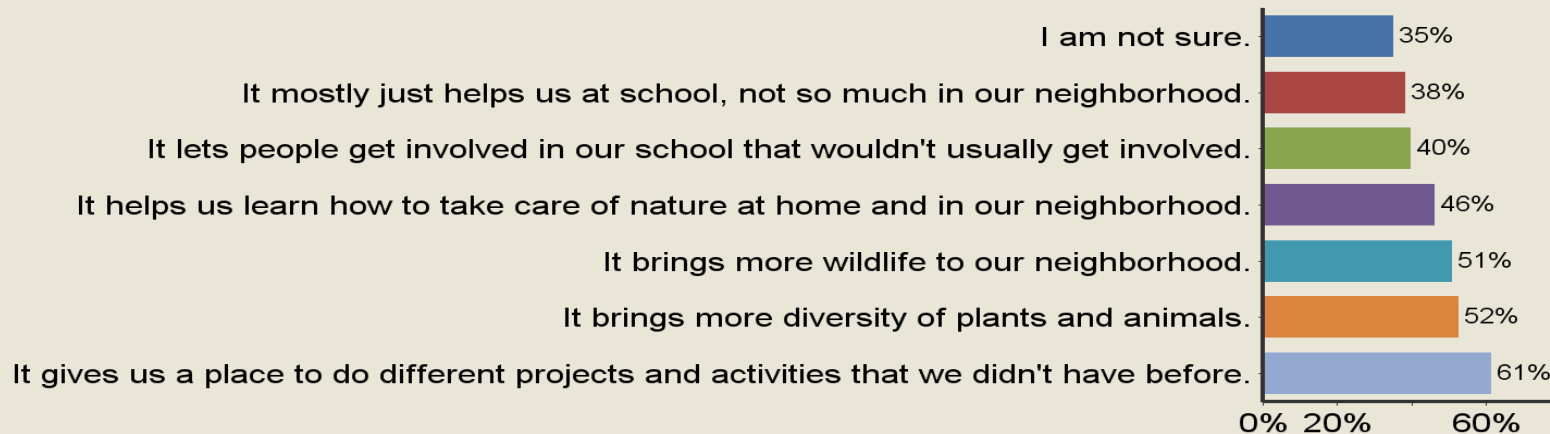 I am not sure. 35%
It mostly just helps us at school, not so much in our neighborhood. 38%
It lets people get involved in our school that wouldn't usually get involved. 40%
It helps us learn how to take care of nature at home and in our neighborhood. 46%
It brings more wildlife to our neighborhood. 51%
It brings more diversity of plants and animals. 52%
It gives us a place to do different projects and activities that we didn't have before. 61%
0% 20% 60%